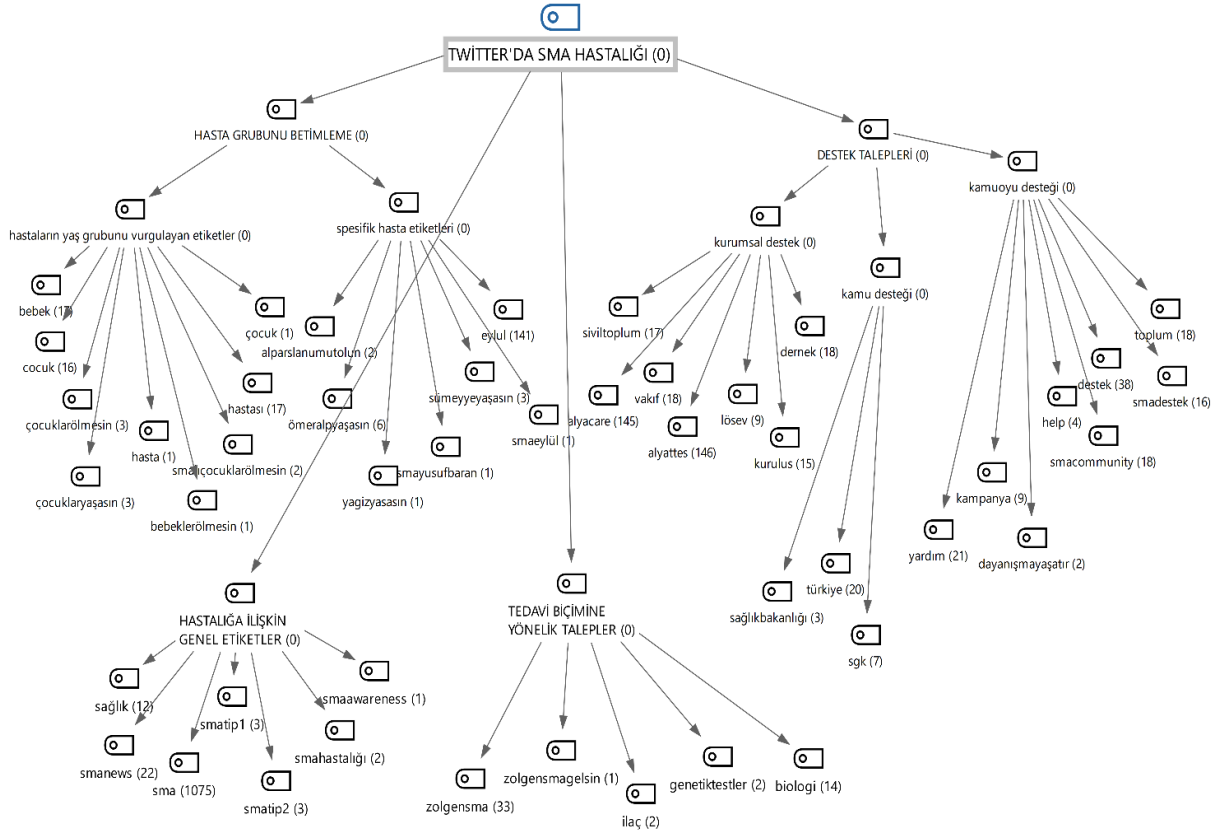 TWİTTER'DA SMA HASTALIĞI (0)
HASTA GRUBUNU BETİMLEME (0)
DESTEK TALEPLERİ (0)
hastaların yaş grubunu vurgulayan etiketler (0)
spesifik hasta etiketleri (0)
kurumsal destek (0)
kamu desteği (0)
kamuoyu desteği (0)
bebek (17)
cocuk (16)
çocuklarölmesin (3)
çocuklaryaşasın (3)
hasta (1)
bebeklerölmesin (1)
smalıçocuklarölmesin (2)
hastası (17)
çocuk (1)
alparslanumutolun (2)
ömeralpyaşasın (6)
yagizyasasın (1)
smayusufbaran (1)
sümeyyeyaşasın (3)
smaeylül (1)
eylul (141)
siviltoplum (17)
alyacare (145)
vakıf (18)
alyattes (146)
lösev (9)
kurulus (15)
dernek (18)
sağlıkbakanlığı (3)
türkiye (20)
sgk (7)
yardım (21)
kampanya (9)
dayanışmayaşatır (2)
help (4)
smacommunity (18)
destek (38)
smadestek (16)
toplum (18)
HASTALIĞA İLİŞKİN
GENEL ETİKETLER (0)
sağlık (12)
smanews (22)
sma (1075)
smatip1 (3)
smatip2 (3)
smahastalığı (2)
smaawareness (1)
TEDAVİ BİÇİMİNE
YÖNELİK TALEPLER (0)
zolgensma (33)
zolgensmagelsin (1)
ilaç (2)
genetiktestler (2)
biologi (14)